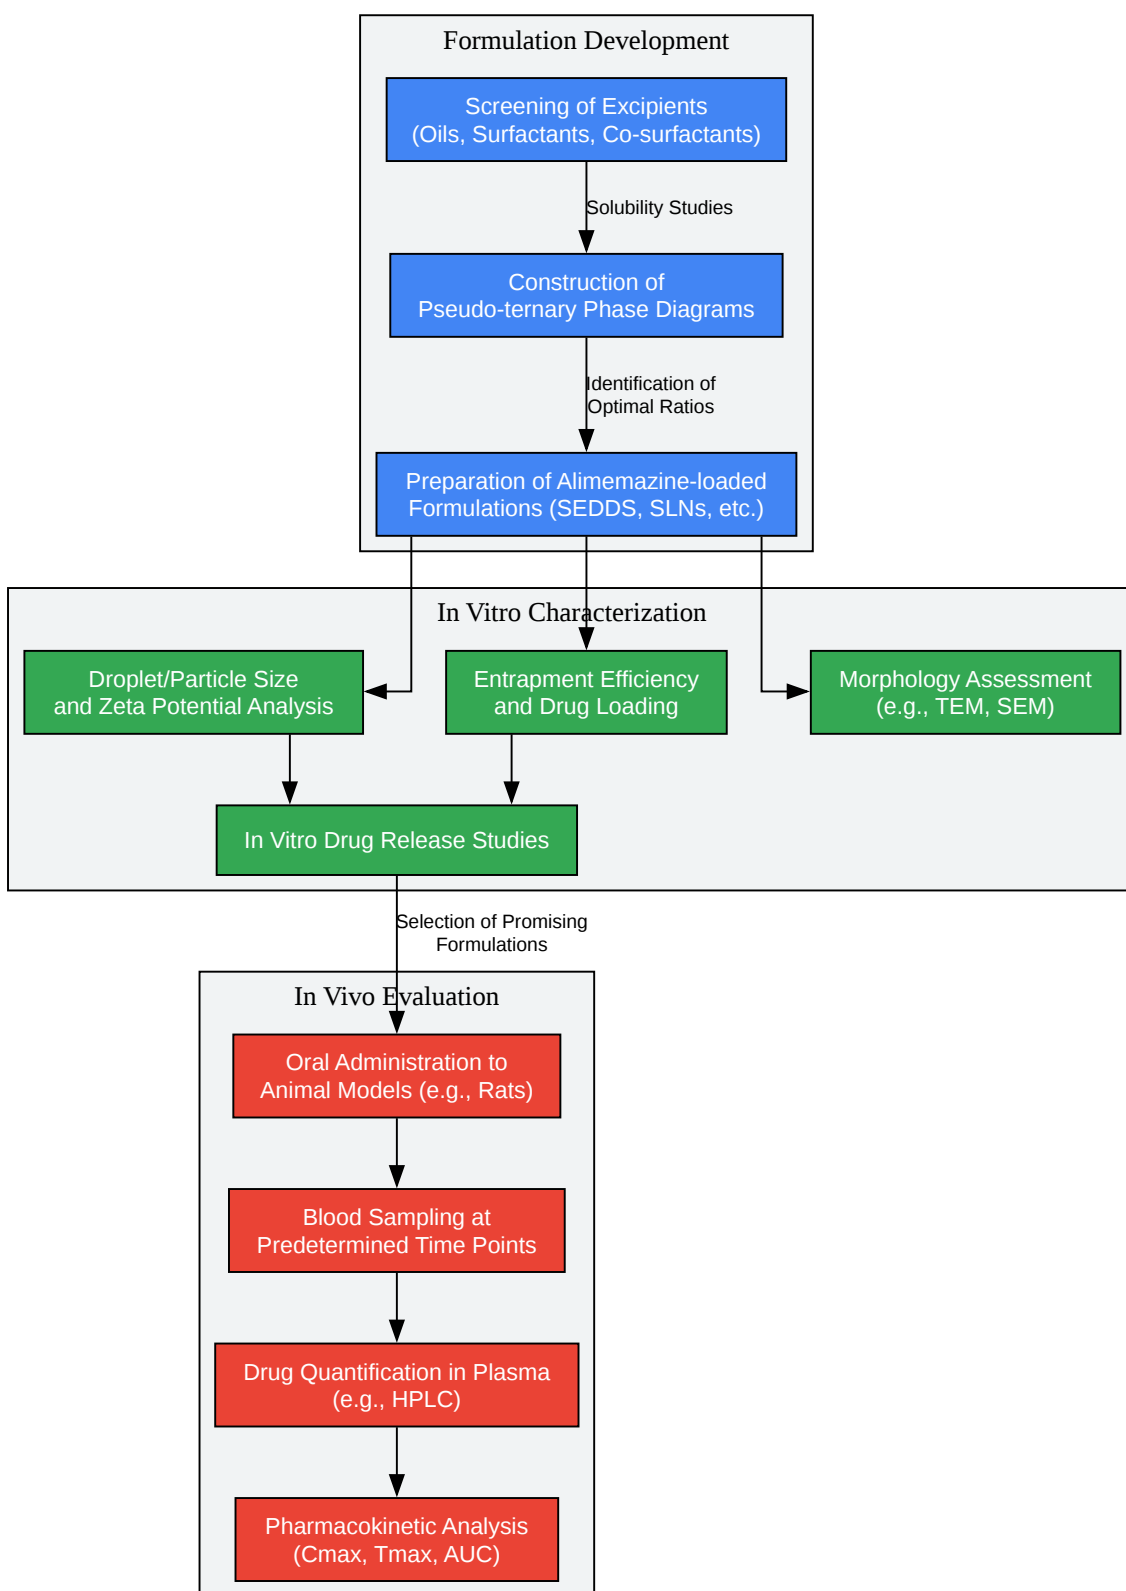 Formulation Development
Screening of Excipients
(Oils, Surfactants, Co-surfactants)
Solubility Studies
Construction of
Pseudo-ternary Phase Diagrams
Identification of
Optimal Ratios
Preparation of Alimemazine-loaded
Formulations (SEDDS, SLNs, etc.)
In Vitro Characterization
Droplet/Particle Size
and Zeta Potential Analysis
Entrapment Efficiency
and Drug Loading
Morphology Assessment
(e.g., TEM, SEM)
In Vitro Drug Release Studies
Selection of Promising
Formulations
In Vivo Evaluation
Oral Administration to
Animal Models (e.g., Rats)
Blood Sampling at
Predetermined Time Points
Drug Quantification in Plasma
(e.g., HPLC)
Pharmacokinetic Analysis
(Cmax, Tmax, AUC)